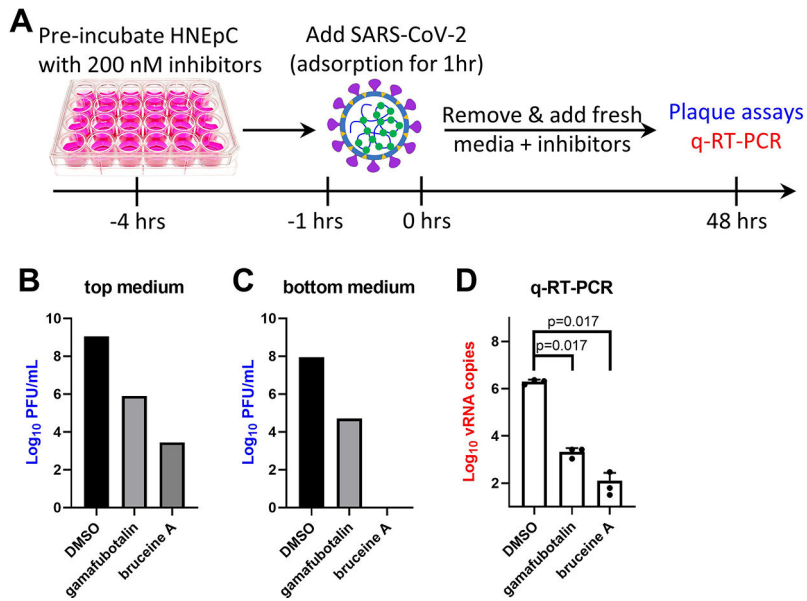 A
Pre-incubate HNEpC
with 200 nM inhibitors
Add SARS-CoV-2
(adsorption for 1hr)
Remove & add fresh
media + inhibitors
Plaque assays
q-RT-PCR
-4 hrs
-1 hrs
0 hrs
48 hrs
B
top medium
Log10 PFU/mL
10
8
6
4
2
0
DMSO
gamafubotalin
bruceine A
C
bottom medium
Log10 PFU/mL
10
8
6
4
2
0
DMSO
gamafubotalin
bruceine A
D
q-RT-PCR
p=0.017
p=0.017
Log10 vRNA copies
8
6
4
2
DMSO
gamafubotalin
bruceine A